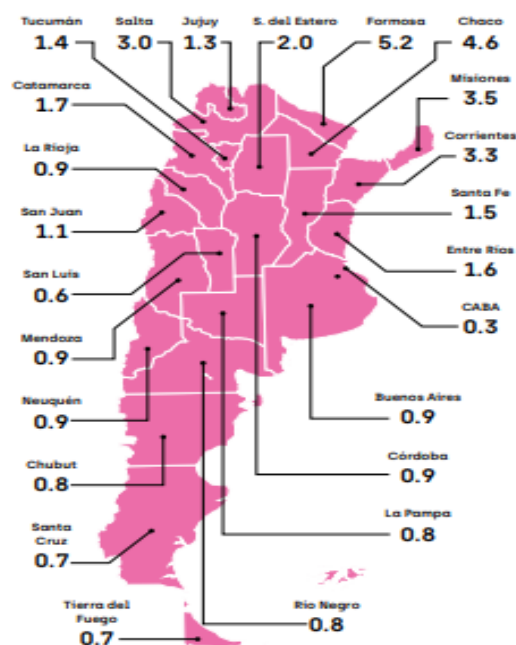 Tucumán
1.4
Salta
3.0
Jujuy
1.3
S. del Estero
2.0
Formosa
5.2
Chaco
4.6
Misiones
3.5
Catamarca
1.7
Corrientes
3.3
La Rioja
0.9
Santa Fe
1.5
San Juan
1.1
Entre Ríos
1.6
San Luis
0.6
CABA
0.3
Mendoza
0.9
Neuquén
0.9
Buenos Aires
0.9
Chubut
0.8
Córdoba
0.9
La Pampa
0.8
Santa
Cruz
0.7
Tierra del
Fuego
0.7
Río Negro
0.8